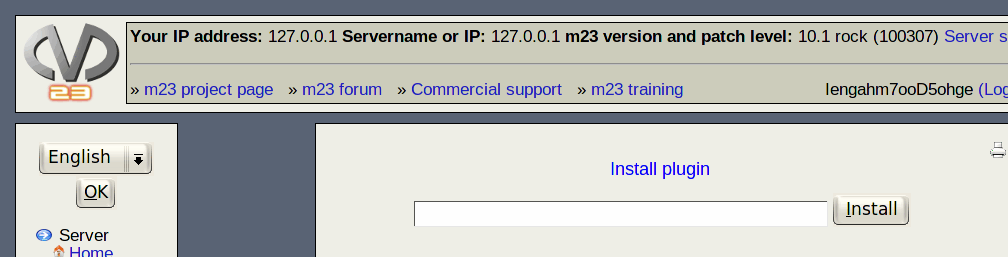 Your IP address: 127.0.0.1 Servername or IP: 127.0.0.1 m23 version and patch level: 10.1 rock (100307) Server s
» m23 project page » m23 forum » Commercial support » m23 training Iengahm7ooD5ohge (Log
23
English
OK
Install plugin
Install
Server
Home